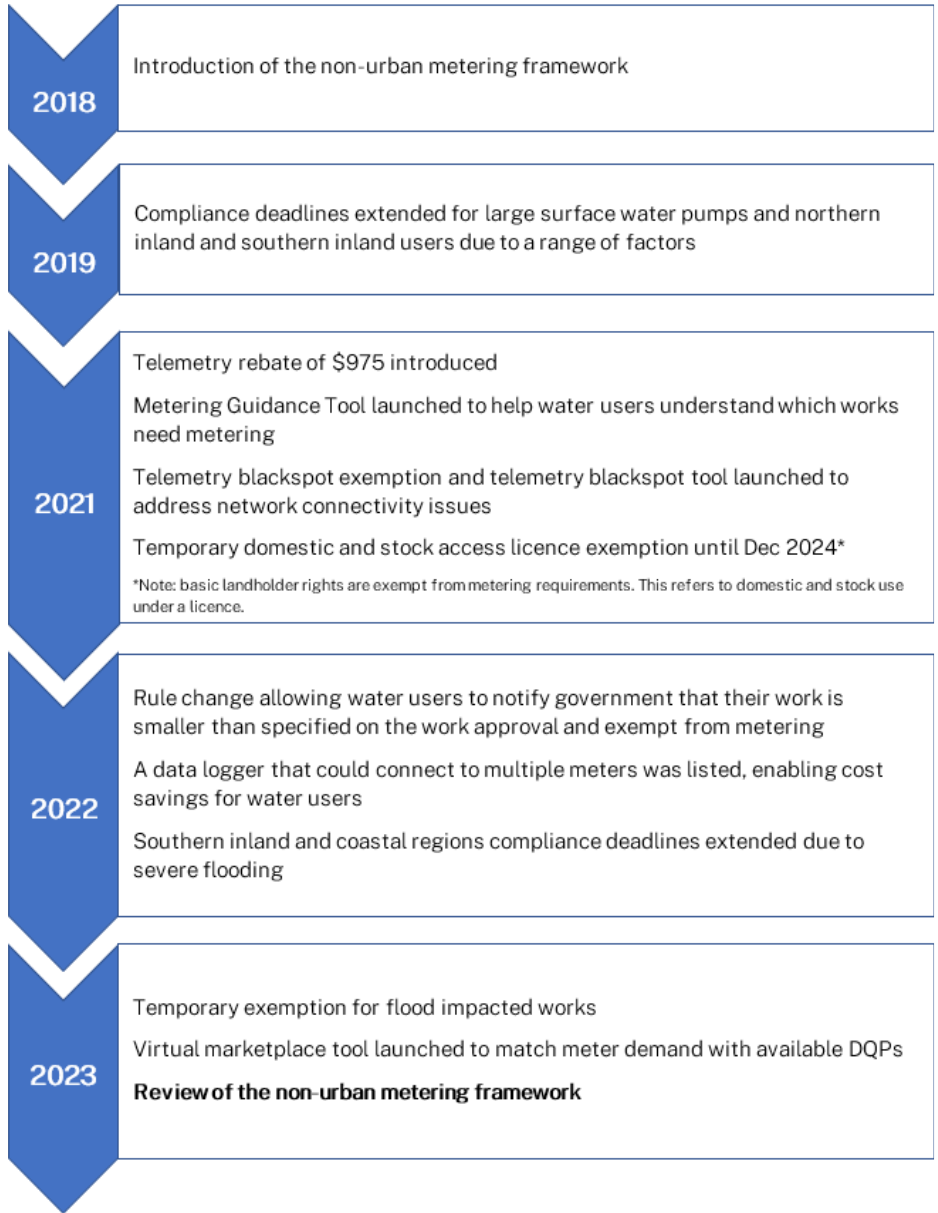 2018
Introduction of the non-urban metering framework
2019
Compliance deadlines extended for large surface water pumps and northern
inland and southern inland users due to a range of factors
2021
Telemetry rebate of $975 introduced
Metering Guidance Tool launched to help water users understand which works
need metering
Telemetry blackspot exemption and telemetry blackspot tool launched to
address network connectivity issues
Temporary domestic and stock access licence exemption until Dec 2024*
*Note: basic landholder rights are exempt from metering requirements. This refers to domestic and stock use
under a licence.
2022
Rule change allowing water users to notify government that their work is
smaller than specified on the work approval and exempt from metering
A data logger that could connect to multiple meters was listed, enabling cost
savings for water users
Southern inland and coastal regions compliance deadlines extended due to
severe flooding
2023
Temporary exemption for flood impacted works
Virtual marketplace tool launched to match meter demand with available DQPs
Review of the non-urban metering framework